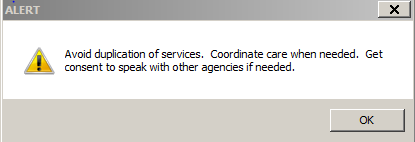 ALERT
Avoid duplication of services.  Coordinate care when needed.  Get
consent to speak with other agencies if needed.
OK